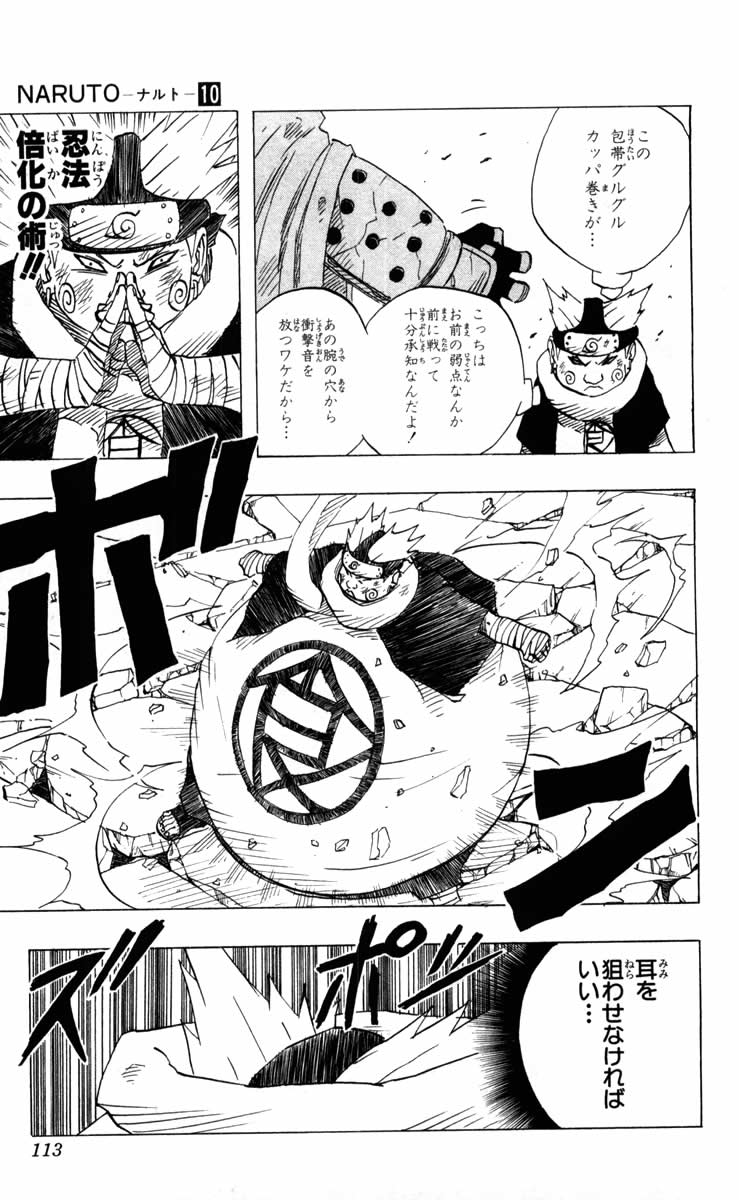 NARUTO—ナルト—10
この
包帯グルグル
カッパ巻きが…
こっちは
お前の弱点なんか
前に戦って
十分承知なんだよ!
あの腕の穴から
衝撃音を
放つワケだから…
忍法
倍化の術!!
ボンッ
食
耳を
狙わせなければ
いい…
ズポッ
113